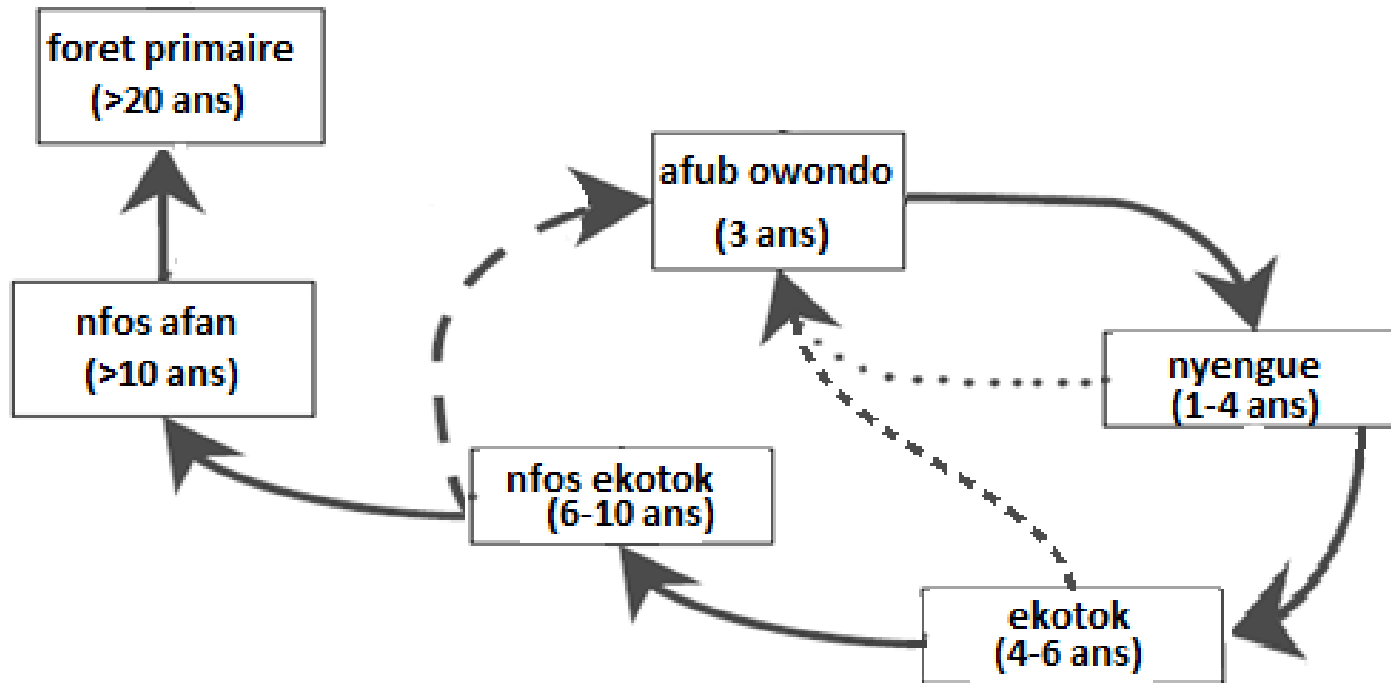 foret primaire
(>20 ans)
afub owondo
(3 ans)
nfos afan
(>10 ans)
nyengue
(1-4 ans)
nfos ekotok
(6-10 ans)
ekotok
(4-6 ans)